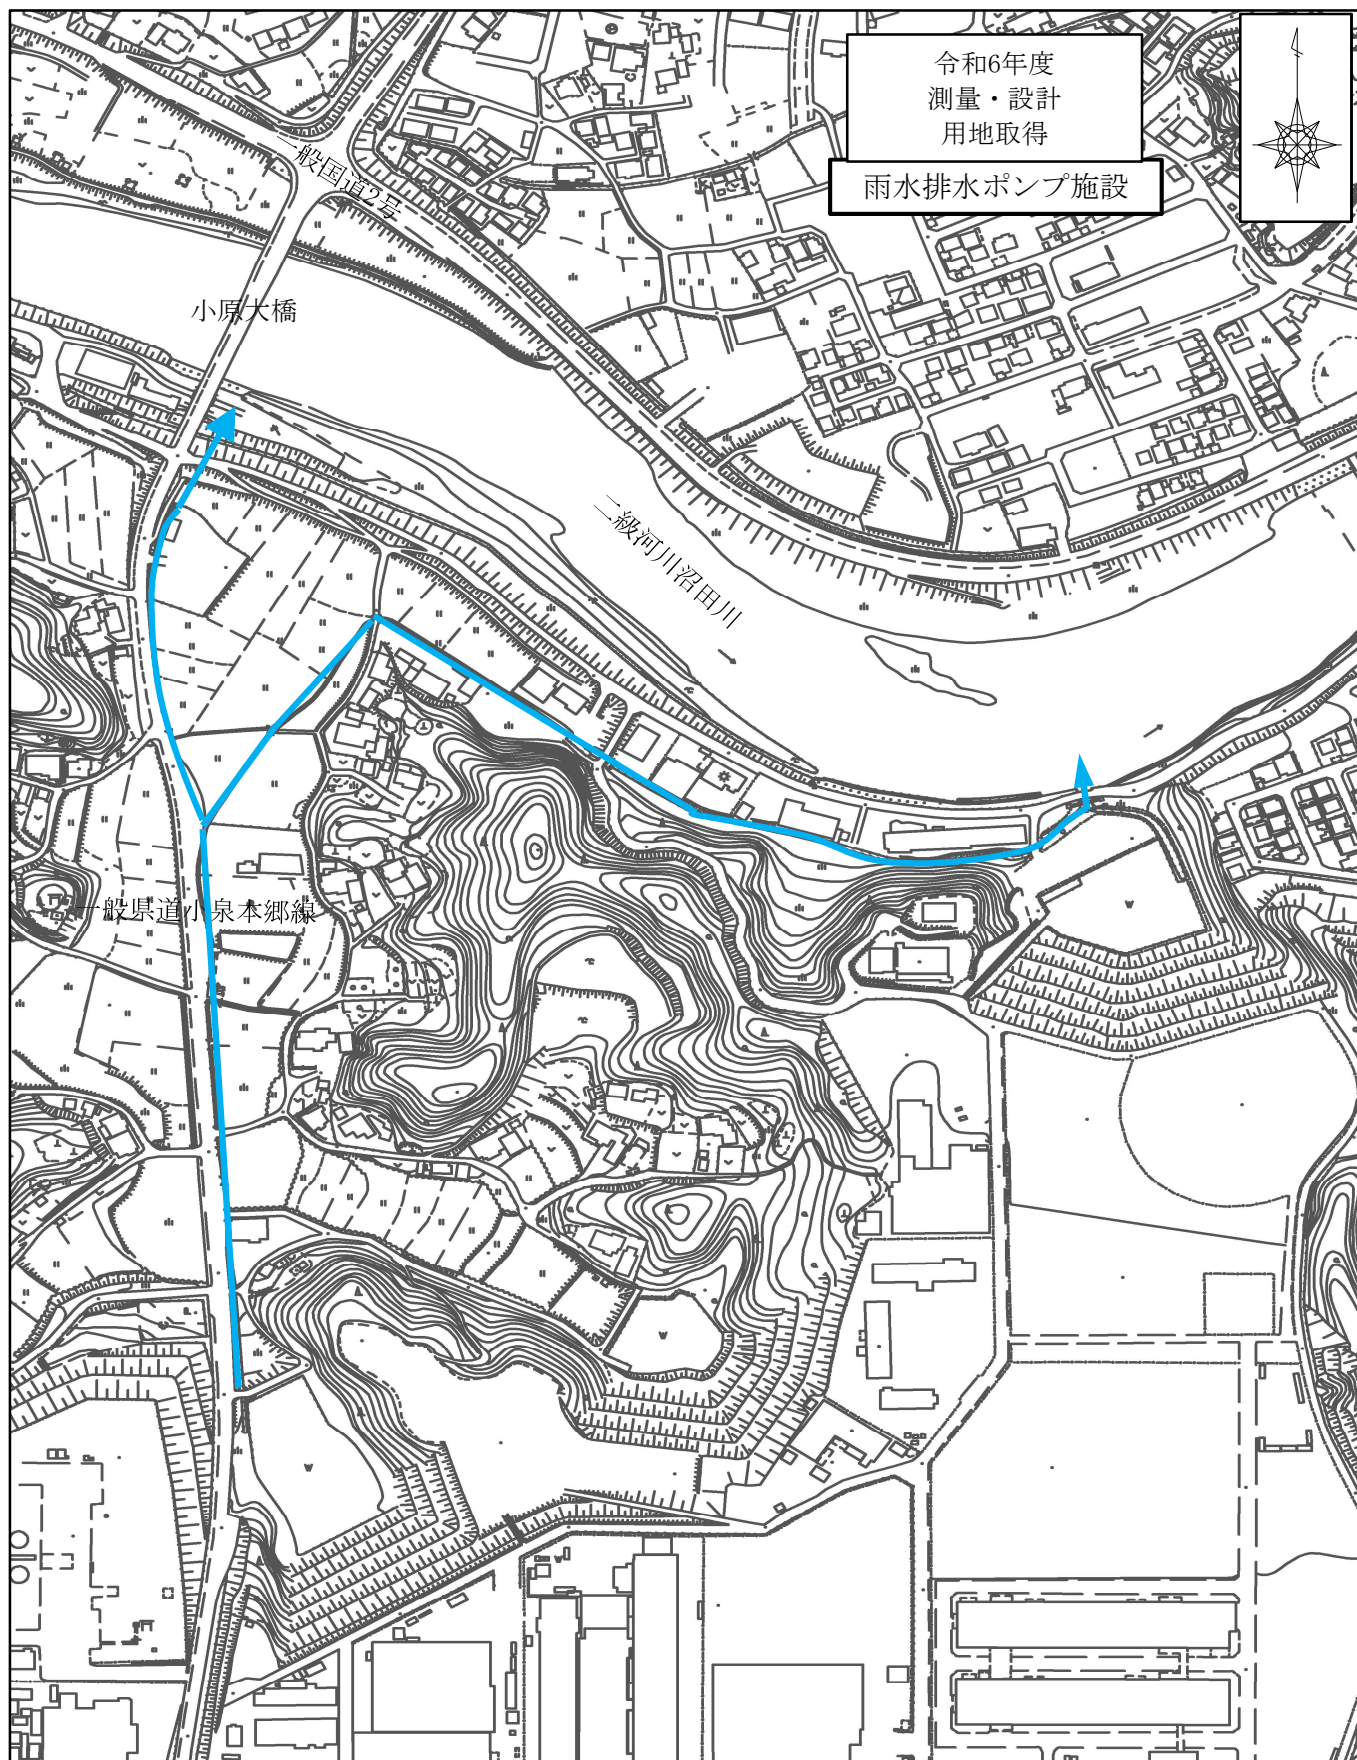 令和6年度
測量・設計
用地取得
雨水排水ポンプ施設
一般国道2号
小原大橋
二級河川沼田川
一般県道小泉本郷線